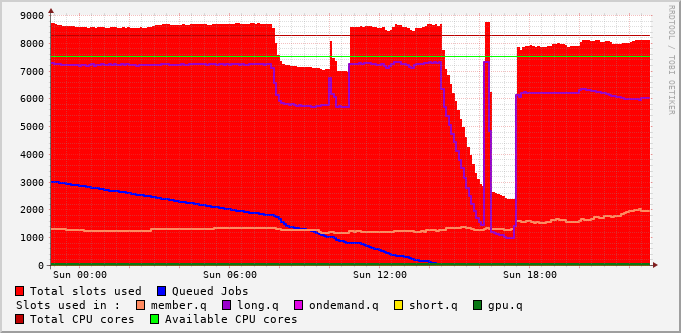 RRDTOOL / TOBI OETIKER
9000
8000
7000
6000
5000
4000
3000
2000
1000
0
Sun 00:00 Sun 06:00 Sun 12:00 Sun 18:00
Total slots used Queued Jobs
Slots used in : member.q long.q ondemand.q short.q gpu.q
Total CPU cores Available CPU cores